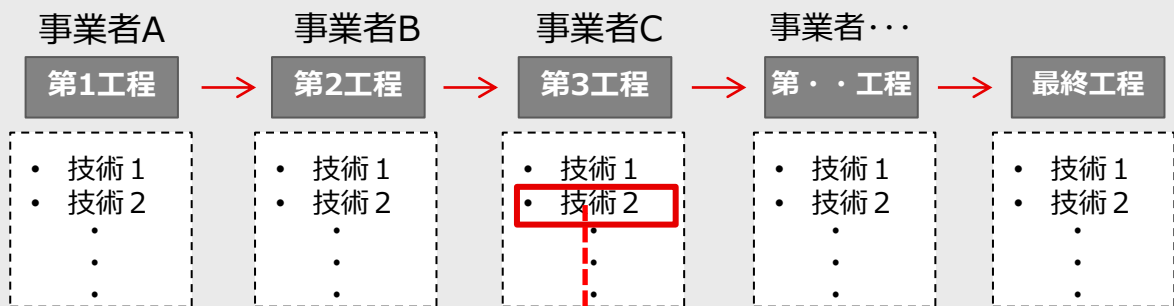 事業者A 事業者B 事業者C 事業者･･･
第1工程 → 第2工程 → 第3工程 → 第・・工程 → 最終工程
• 技術１ • 技術１ • 技術１ • 技術１ • 技術１
• 技術２ • 技術２ • 技術２ • 技術２ • 技術２
• • • • •
• • • • •
• • • • •